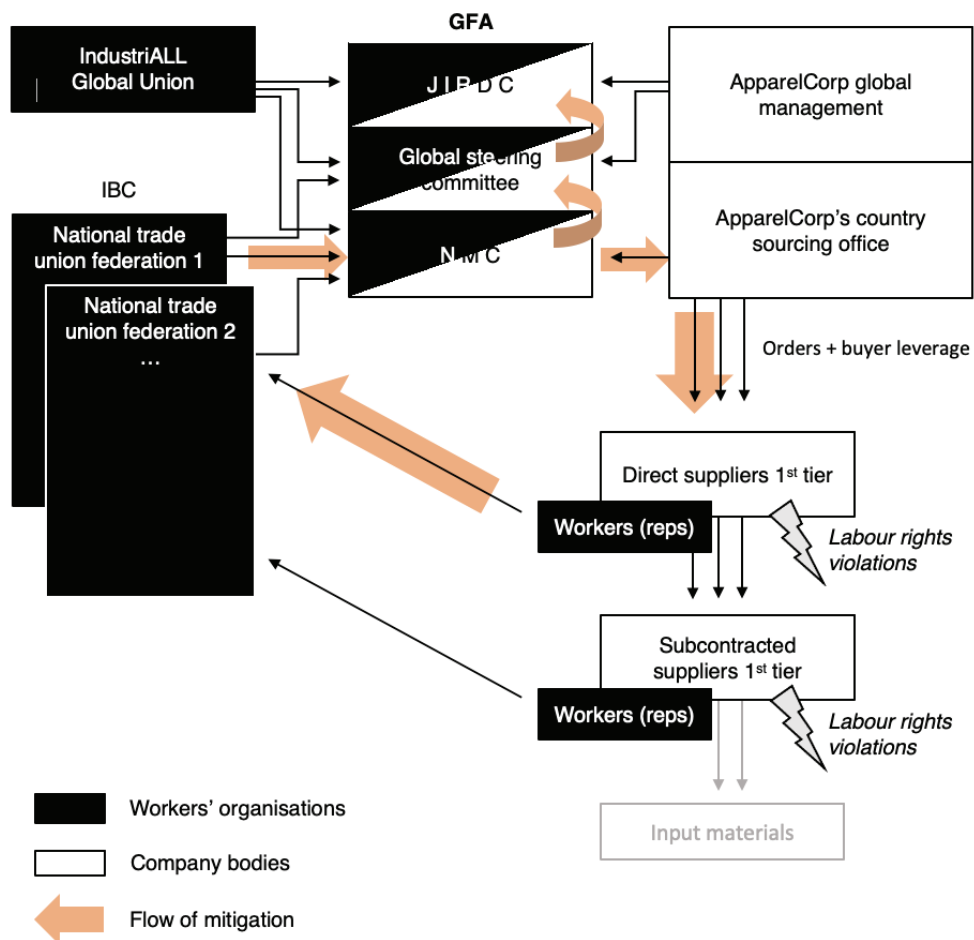 GFA
IndustriALL
Global Union
J I R D C
ApparelCorp global
management
Global steering
committee
IBC
National trade
union federation 1
N M C
ApparelCorp’s country
sourcing office
National trade
union federation 2
...
Orders + buyer leverage
Direct suppliers 1st tier
Workers (reps)
Labour rights
violations
Subcontracted
suppliers 1st tier
Workers (reps)
Labour rights
violations
Input materials
Workers’ organisations
Company bodies
Flow of mitigation